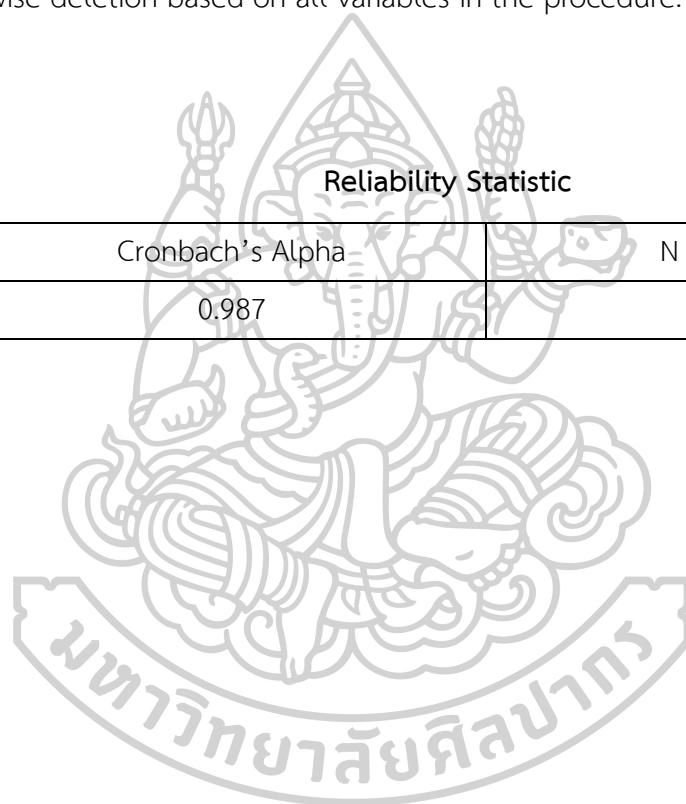 deletion based on all variables in the procedure.
Reliability Statistic
Cronbach's Alpha N
0.987
มหาวิทยาลัยศิลปากร